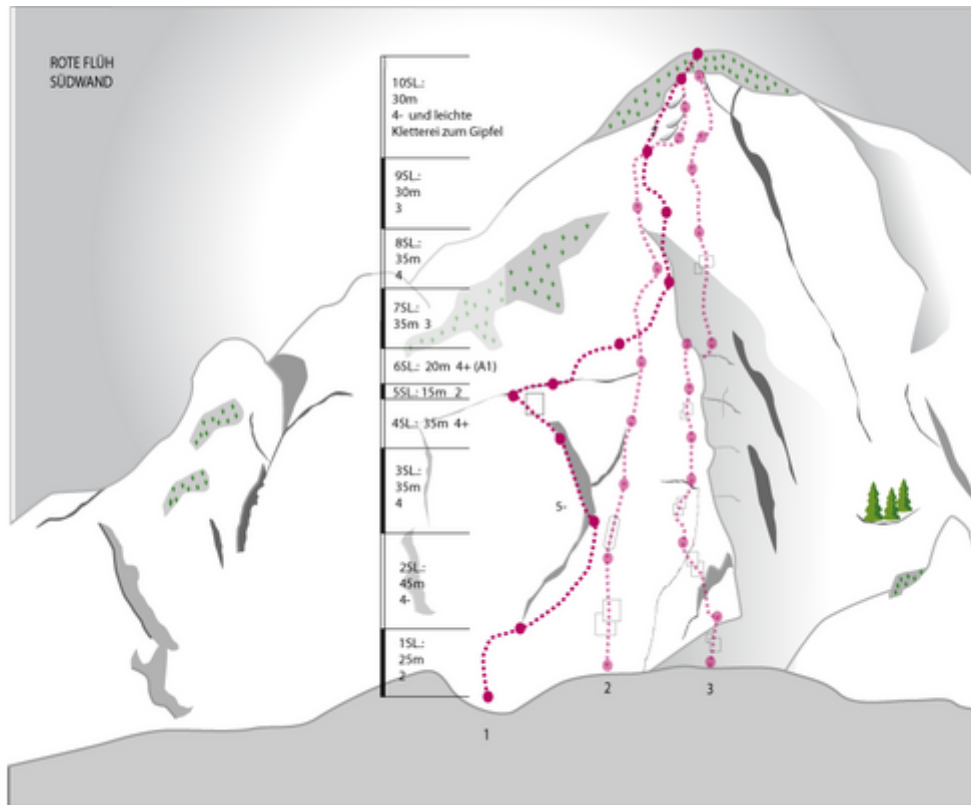 ROTE FLÜH
SÜDWAND
10SL.:
30m
4- und leichte
Kletterei zum Gipfel
9SL.:
30m
3
8SL.:
35m
4
7SL.:
35m 3
6SL.: 20m 4+ (A1)
5SL.: 15m 2
4SL.: 35m 4+
3SL.:
35m
4
5-
2SL.:
45m
4-
1SL.:
25m
2
2
3
1